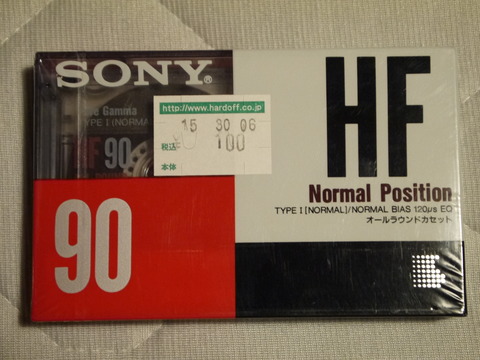 SONY®
Gamma
TYPE I (NORMA
HF 90
http://www.hardoff.co.jp
15 30 06
税込
100
本体
90
HF
Normal Position
TYPE I [NORMAL]/NORMAL BIAS 120μs EQ
オールラウンドカセット